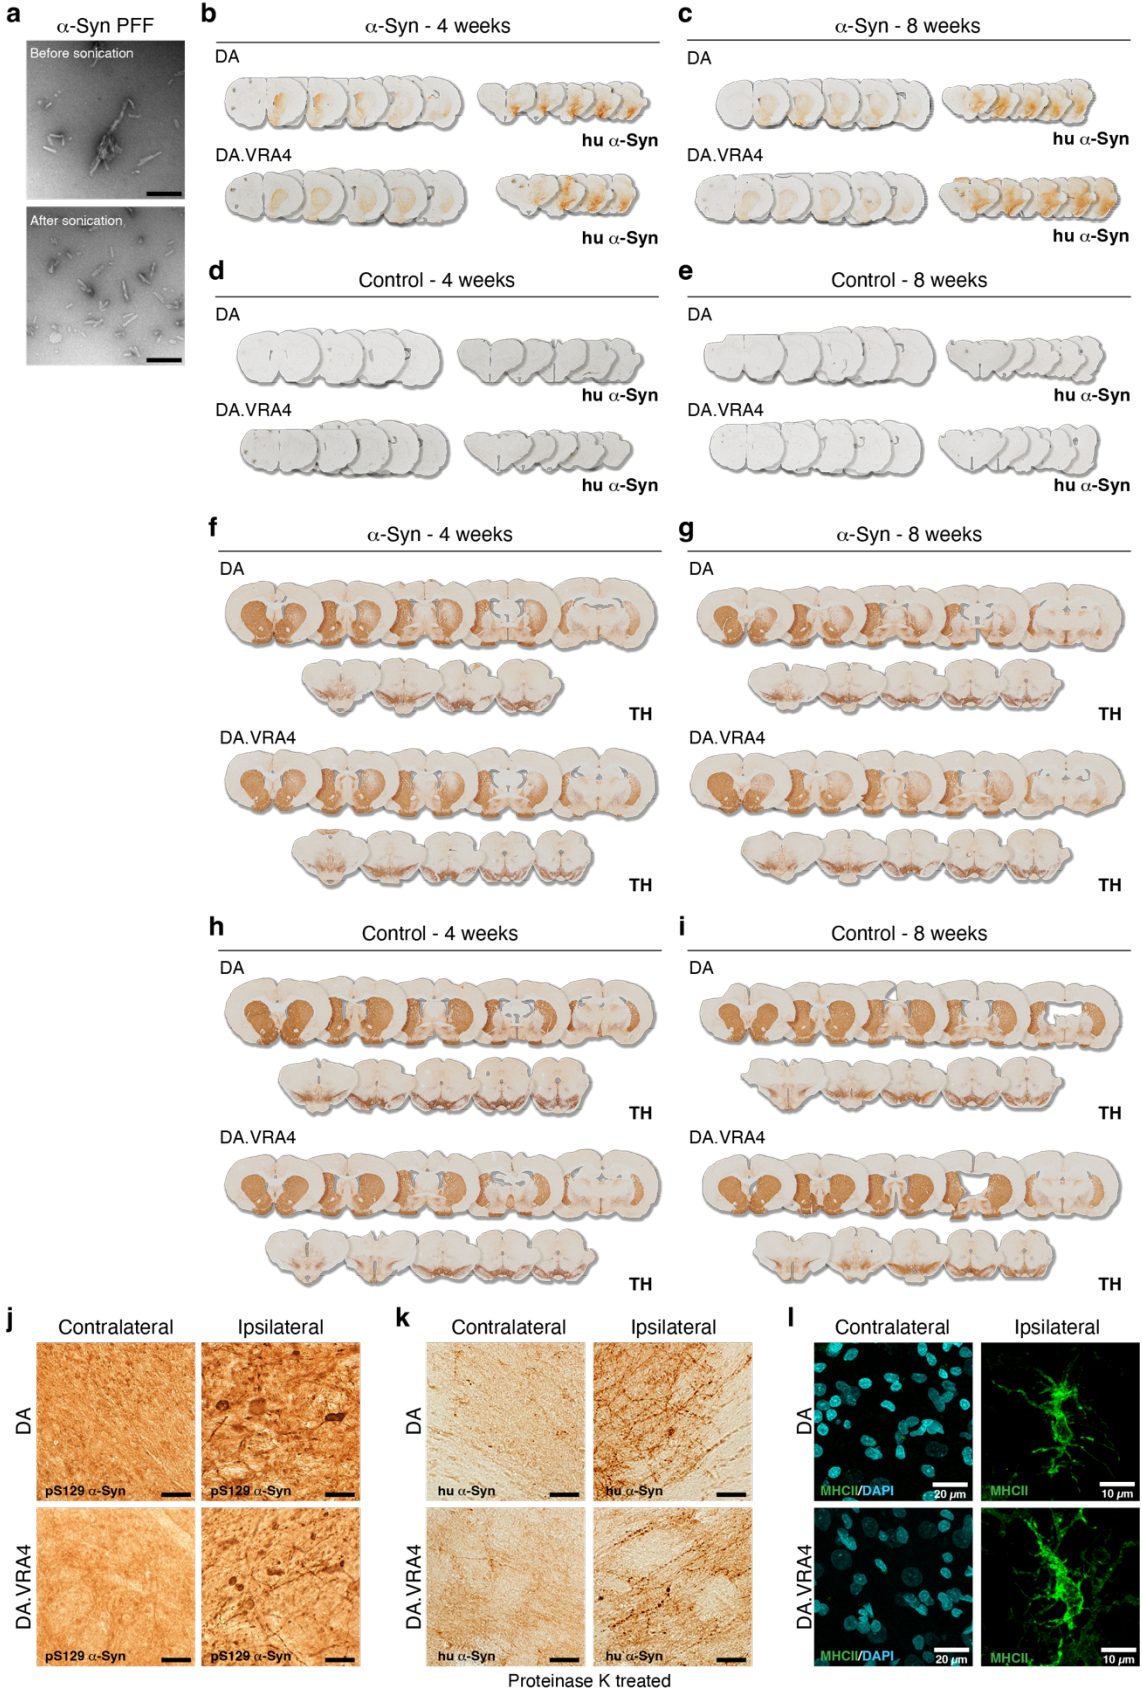 a
α-Syn PFF
Before sonication
After sonication
b
α-Syn - 4 weeks
DA
hu α-Syn
DA.VRA4
hu α-Syn
c
α-Syn - 8 weeks
DA
hu α-Syn
DA.VRA4
hu α-Syn
d
Control - 4 weeks
DA
hu α-Syn
DA.VRA4
hu α-Syn
e
Control - 8 weeks
DA
hu α-Syn
DA.VRA4
hu α-Syn
f
α-Syn - 4 weeks
DA
TH
DA.VRA4
TH
g
α-Syn - 8 weeks
DA
TH
DA.VRA4
TH
h
Control - 4 weeks
DA
TH
DA.VRA4
TH
i
Control - 8 weeks
DA
TH
DA.VRA4
TH
j
Contralateral
Ipsilateral
DA
pS129 α-Syn
pS129 α-Syn
DA.VRA4
pS129 α-Syn
pS129 α-Syn
k
Contralateral
Ipsilateral
DA
hu α-Syn
hu α-Syn
DA.VRA4
hu α-Syn
hu α-Syn
Proteinase K treated
l
Contralateral
Ipsilateral
DA
MHCII/DAPI
20 µm
MHCII
10 µm
DA.VRA4
MHCII/DAPI
20 µm
MHCII
10 µm